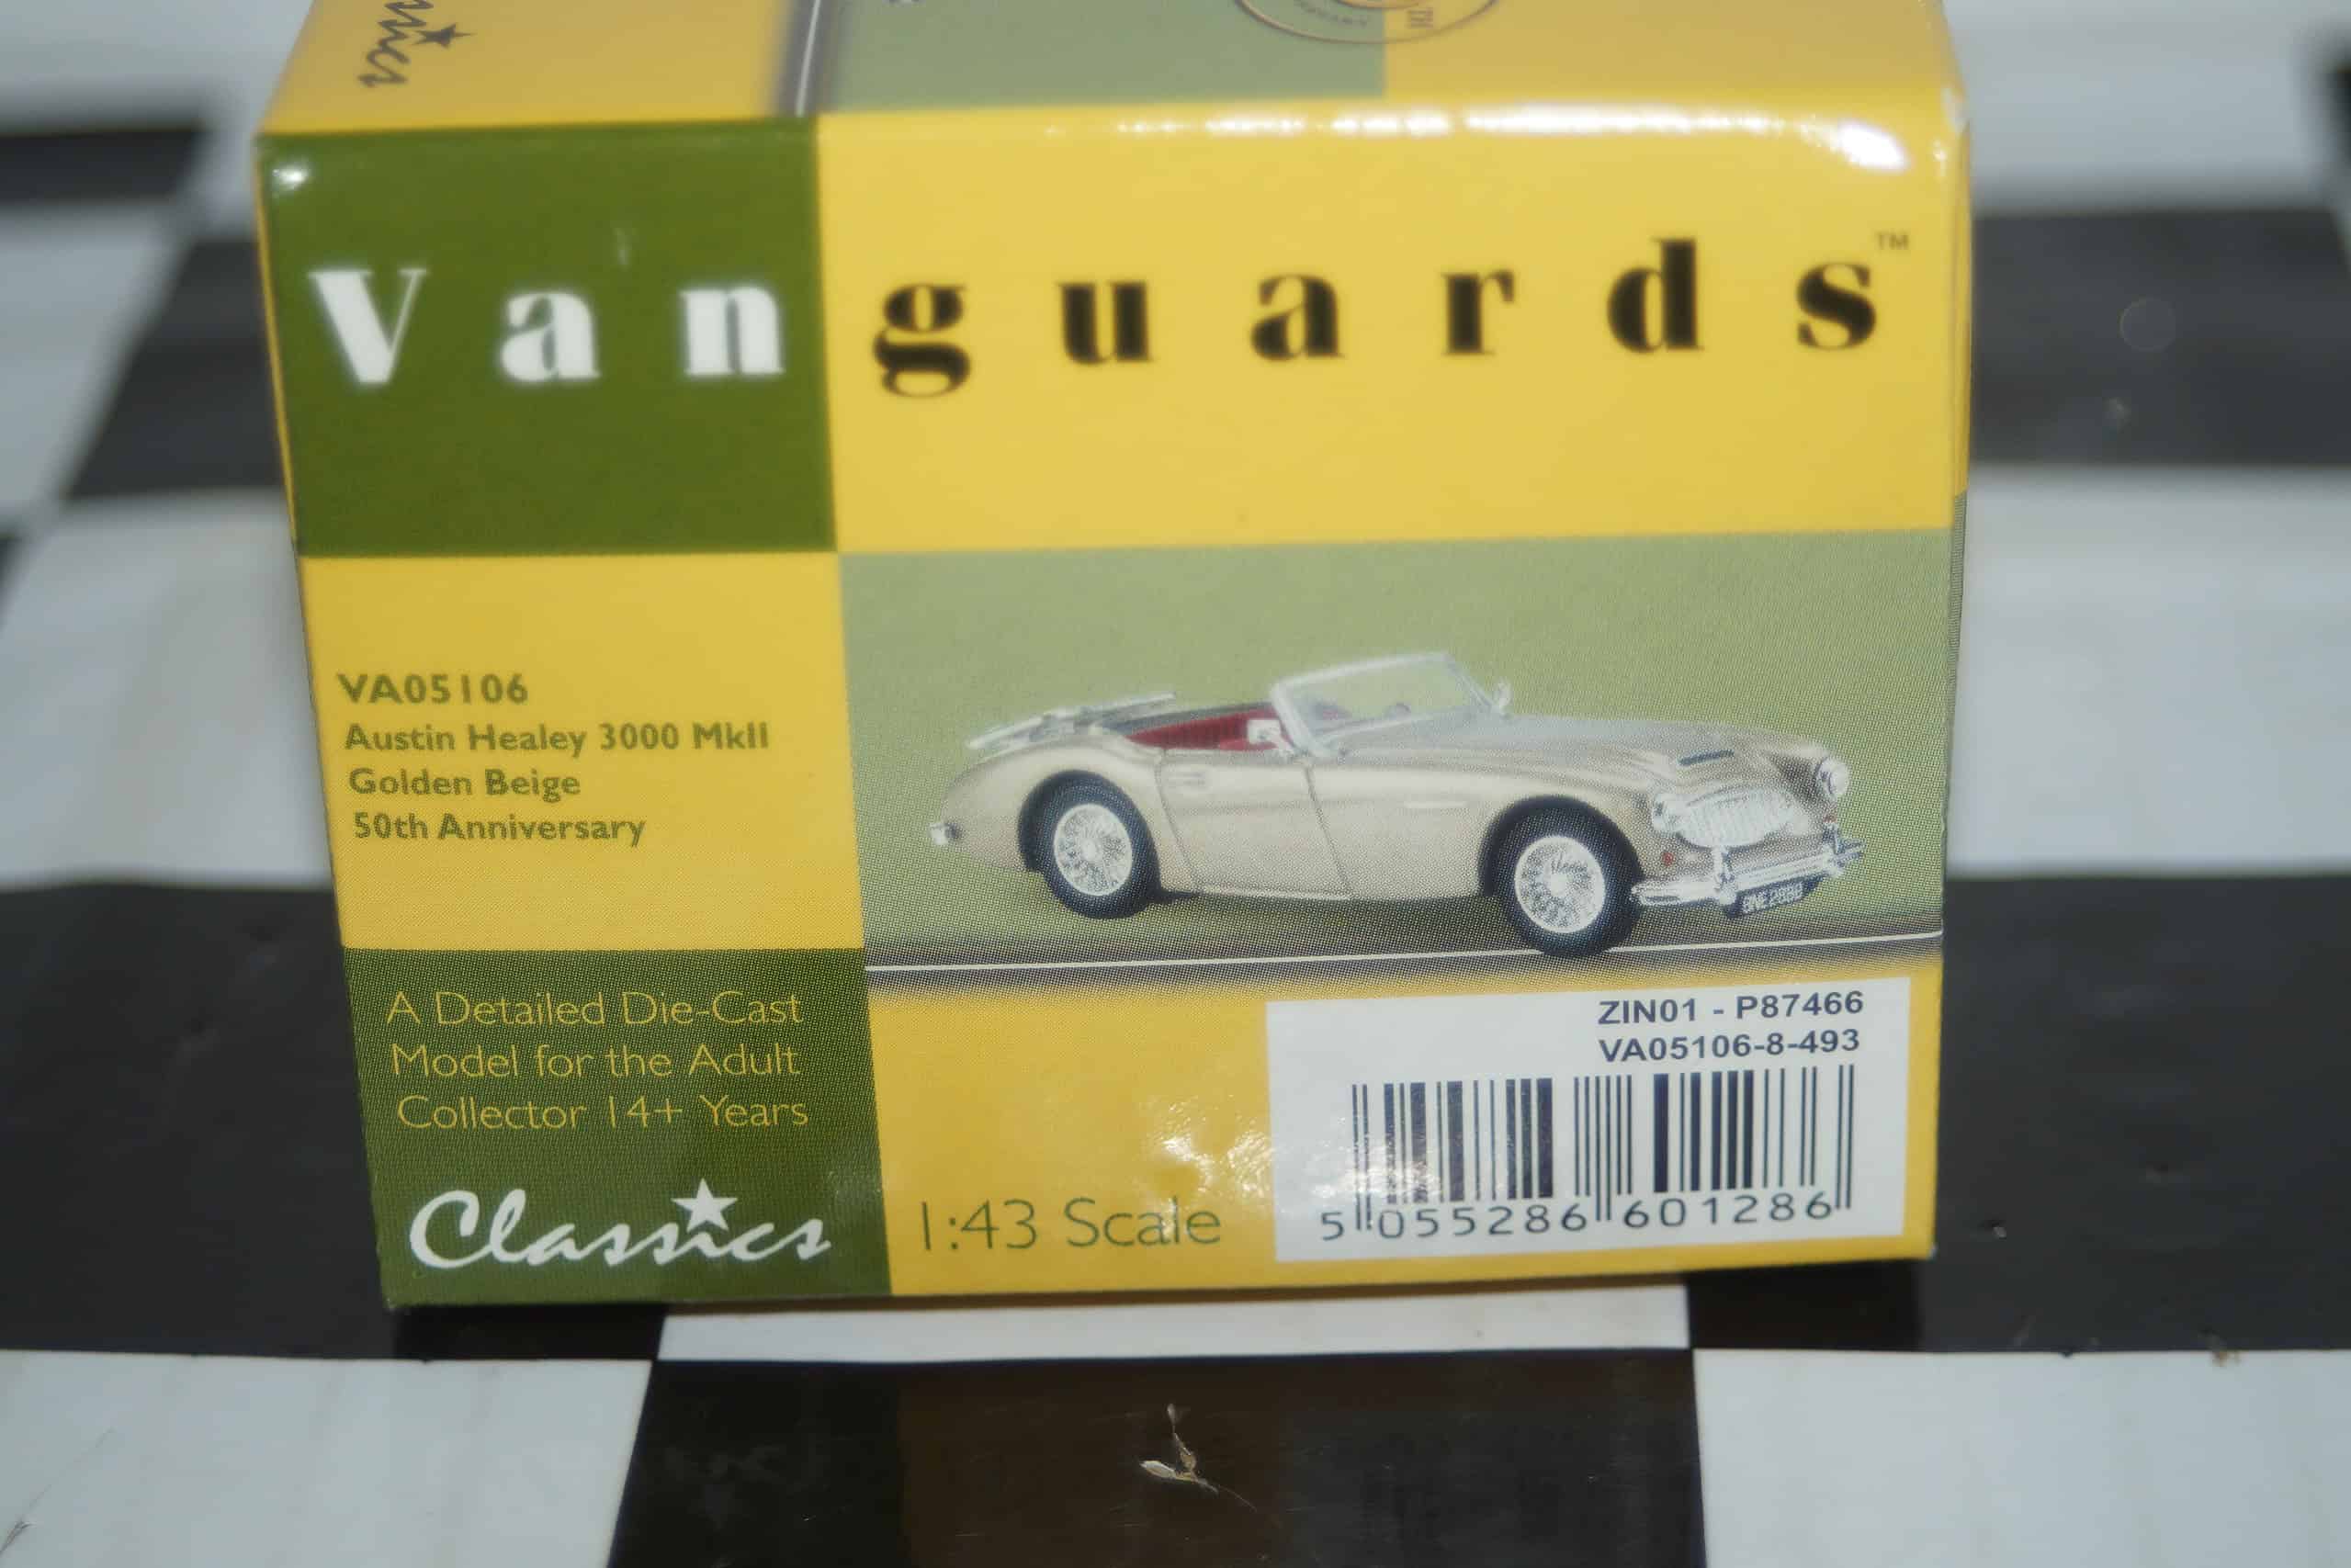 Vanguards™
VA05106
Austin Healey 3000 MkII
Golden Beige
50th Anniversary
A Detailed Die-Cast
Model for the Adult
Collector 14+ Years
Classics
1:43 Scale
ZIN01 - P87466
VA05106-8-493
5 055286 601286